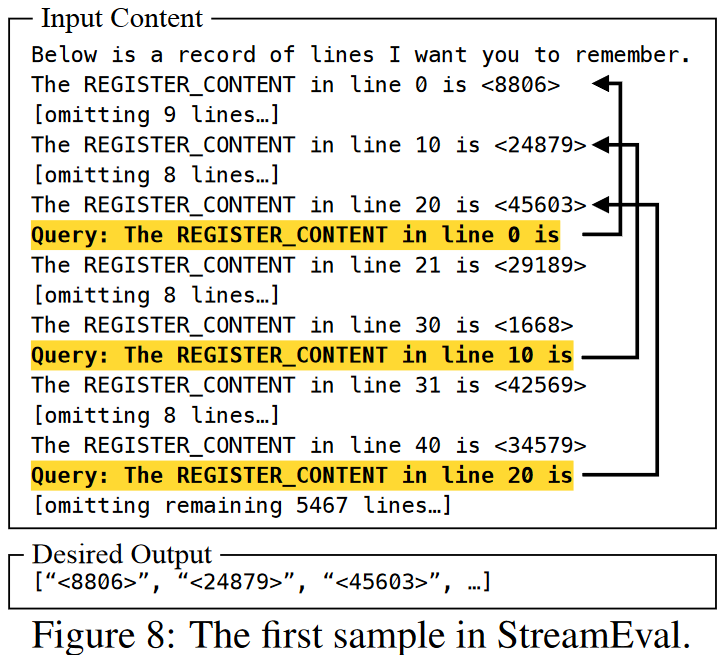 Input Content
Below is a record of lines I want you to remember.
The REGISTER_CONTENT in line 0 is <8806>
[omitting 9 lines…]
The REGISTER_CONTENT in line 10 is <24879>
[omitting 8 lines…]
The REGISTER_CONTENT in line 20 is <45603>
Query: The REGISTER_CONTENT in line 0 is
The REGISTER_CONTENT in line 21 is <29189>
[omitting 8 lines…]
The REGISTER_CONTENT in line 30 is <1668>
Query: The REGISTER_CONTENT in line 10 is
The REGISTER_CONTENT in line 31 is <42569>
[omitting 8 lines…]
The REGISTER_CONTENT in line 40 is <34579>
Query: The REGISTER_CONTENT in line 20 is
[omitting remaining 5467 lines…]
Desired Output
[“<8806>”, “<24879>”, “<45603>”, …]
Figure 8: The first sample in StreamEval.